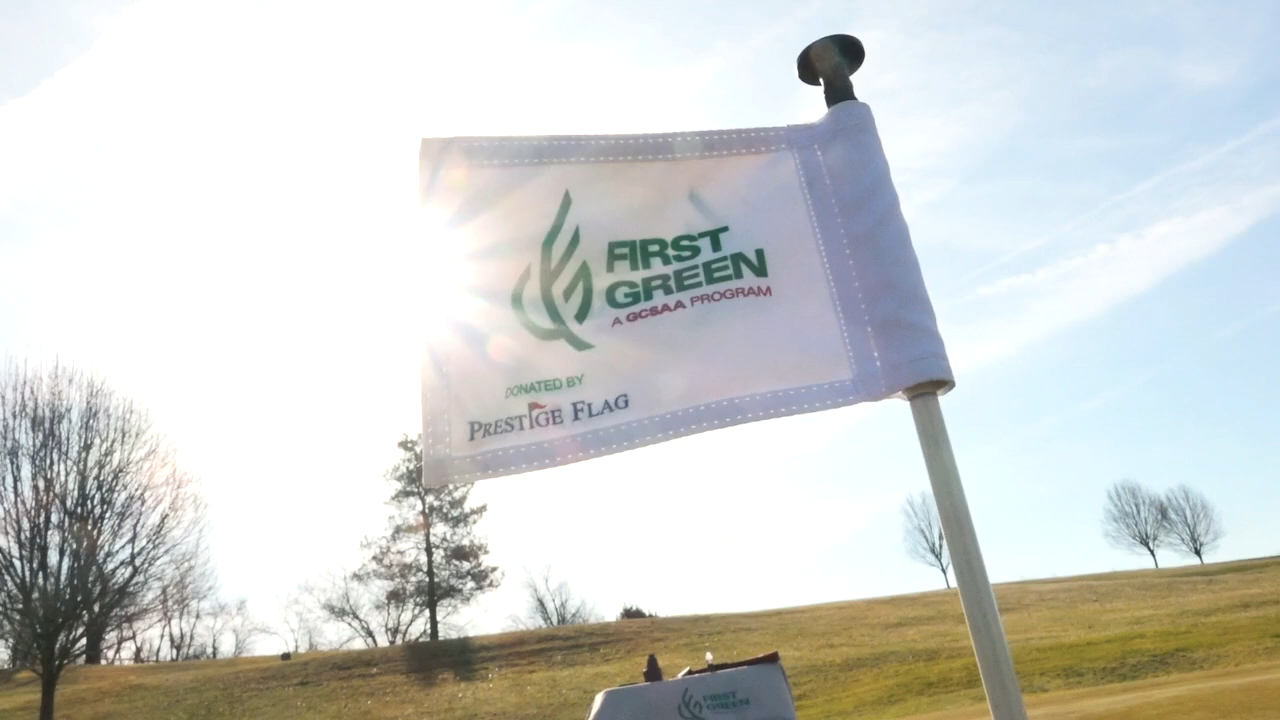 FIRST
GREEN
A GCSAA PROGRAM
DONATED BY
PRESTIGE FLAG
FIRST
GREEN